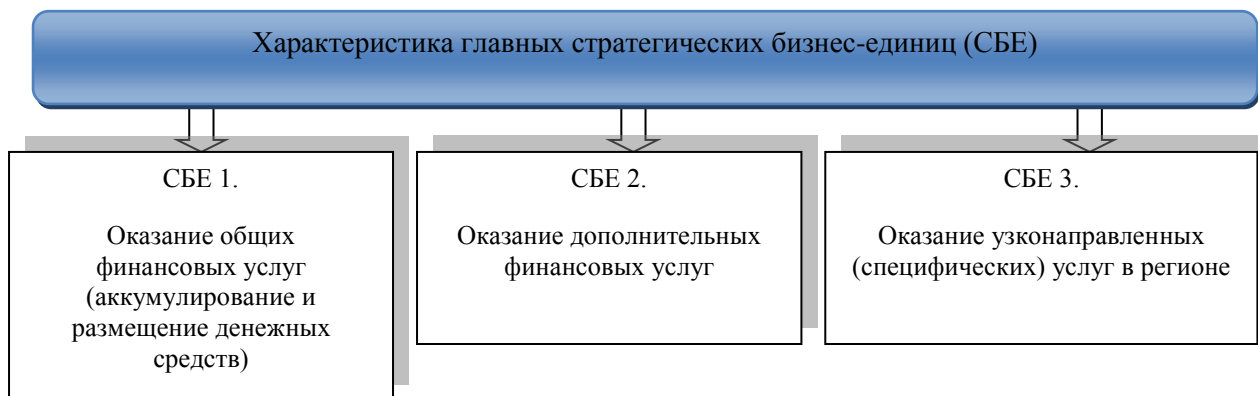 Характеристика главных стратегических бизнес-единиц (СБЕ)
СБЕ 1.
Оказание общих
финансовых услуг
(аккумулирование и
размещение денежных
средств)
СБЕ 2.
Оказание дополнительных
финансовых услуг
СБЕ 3.
Оказание узконаправленных
(специфических) услуг в регионе